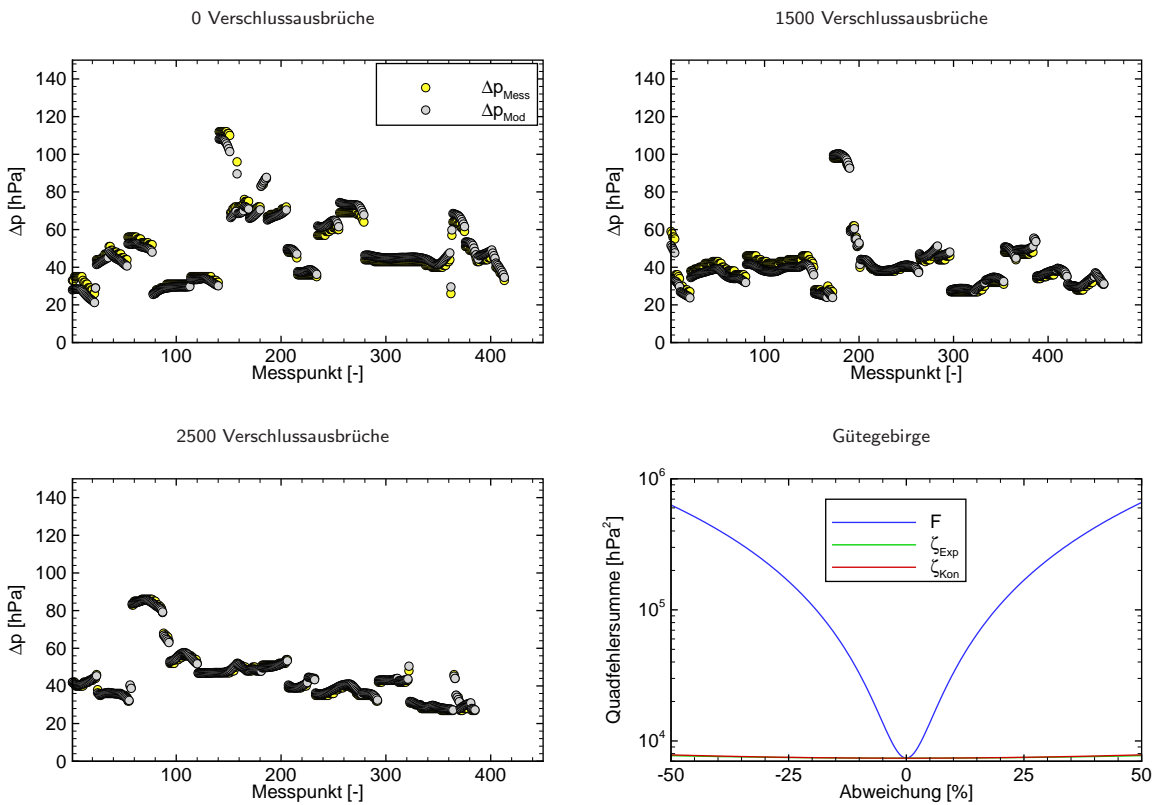 0 Verschlussausbrüche
Δp [hPa]
140
120
100
80
60
40
20
0
100
200
300
400
Messpunkt [-]
Δp_Mess
Δp_Mod
1500 Verschlussausbrüche
Δp [hPa]
140
120
100
80
60
40
20
0
100
200
300
400
Messpunkt [-]
2500 Verschlussausbrüche
Δp [hPa]
140
120
100
80
60
40
20
0
100
200
300
400
Messpunkt [-]
Gütegebirge
Quadfehlersumme [hPa²]
10⁶
10⁵
10⁴
-50
-25
0
25
50
Abweichung [%]
F
ζ_Exp
ζ_Kon